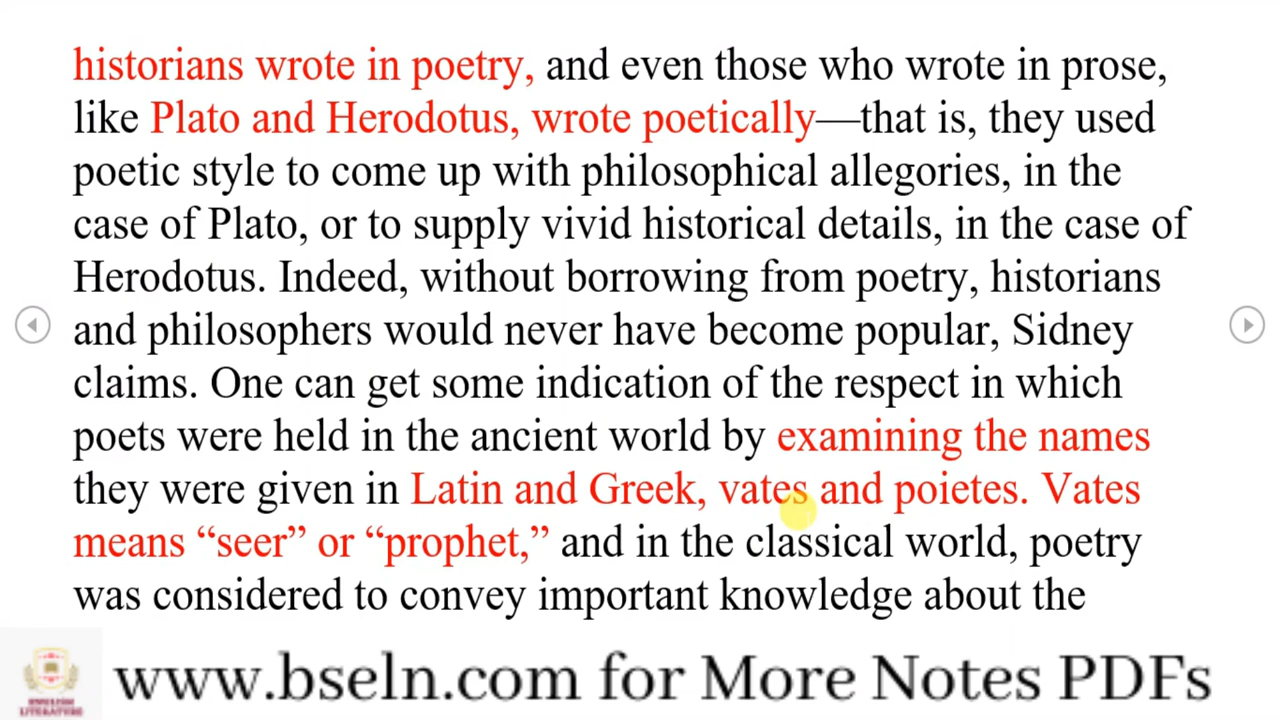 historians wrote in poetry, and even those who wrote in prose,
like Plato and Herodotus, wrote poetically—that is, they used
poetic style to come up with philosophical allegories, in the
case of Plato, or to supply vivid historical details, in the case of
Herodotus. Indeed, without borrowing from poetry, historians
and philosophers would never have become popular, Sidney
claims. One can get some indication of the respect in which
poets were held in the ancient world by examining the names
they were given in Latin and Greek, vates and poietes. Vates
means “seer” or “prophet,” and in the classical world, poetry
was considered to convey important knowledge about the
www.bseln.com for More Notes PDFs
ENGLISH
LITERATURE